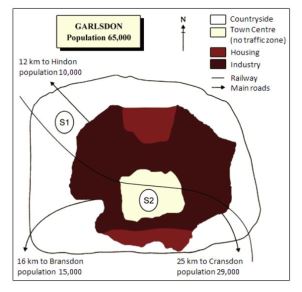 GARLSDON
Population 65,000
N
Countryside
Town Centre
(no traffic zone)
Housing
Industry
Railway
Main roads
12 km to Hindon
population 10,000
S1
S2
16 km to Bransdon
population 15,000
25 km to Cransdon
population 29,000